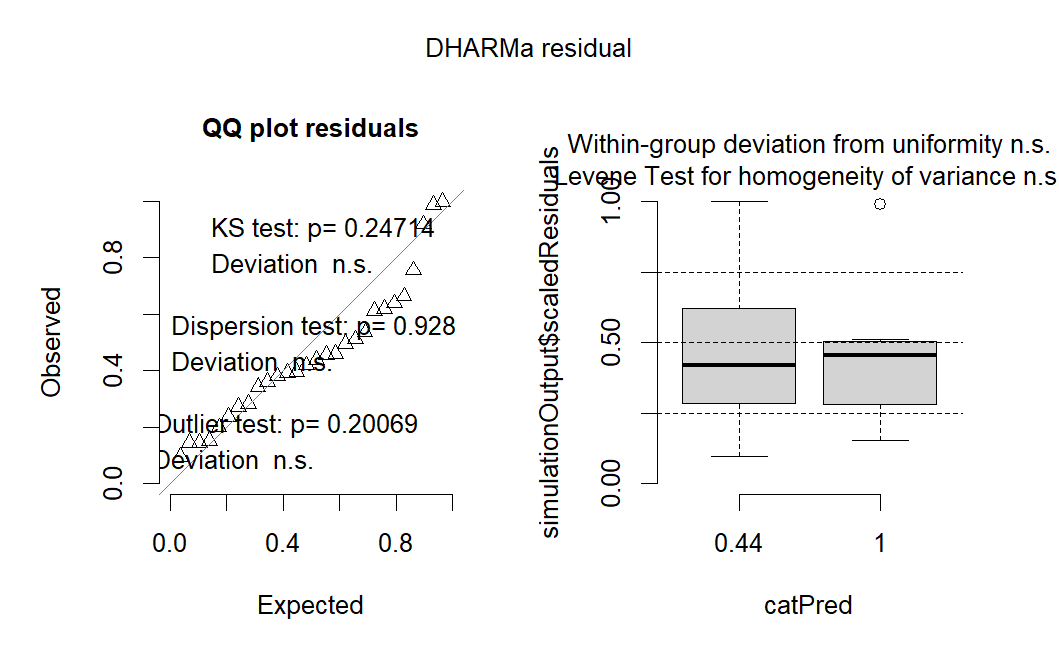 DHARMa residual
QQ plot residuals
KS test: p= 0.24714
Deviation  n.s.
Dispersion test: p= 0.928
Deviation  n.s.
Outlier test: p= 0.20069
Deviation  n.s.
Observed
0.0
0.4
0.8
0.0
0.4
0.8
Expected
Within-group deviation from uniformity n.s.
Levene Test for homogeneity of variance n.s
simulationOutput$scaledResiduals
0.00
0.50
1.00
0.44
1
catPred